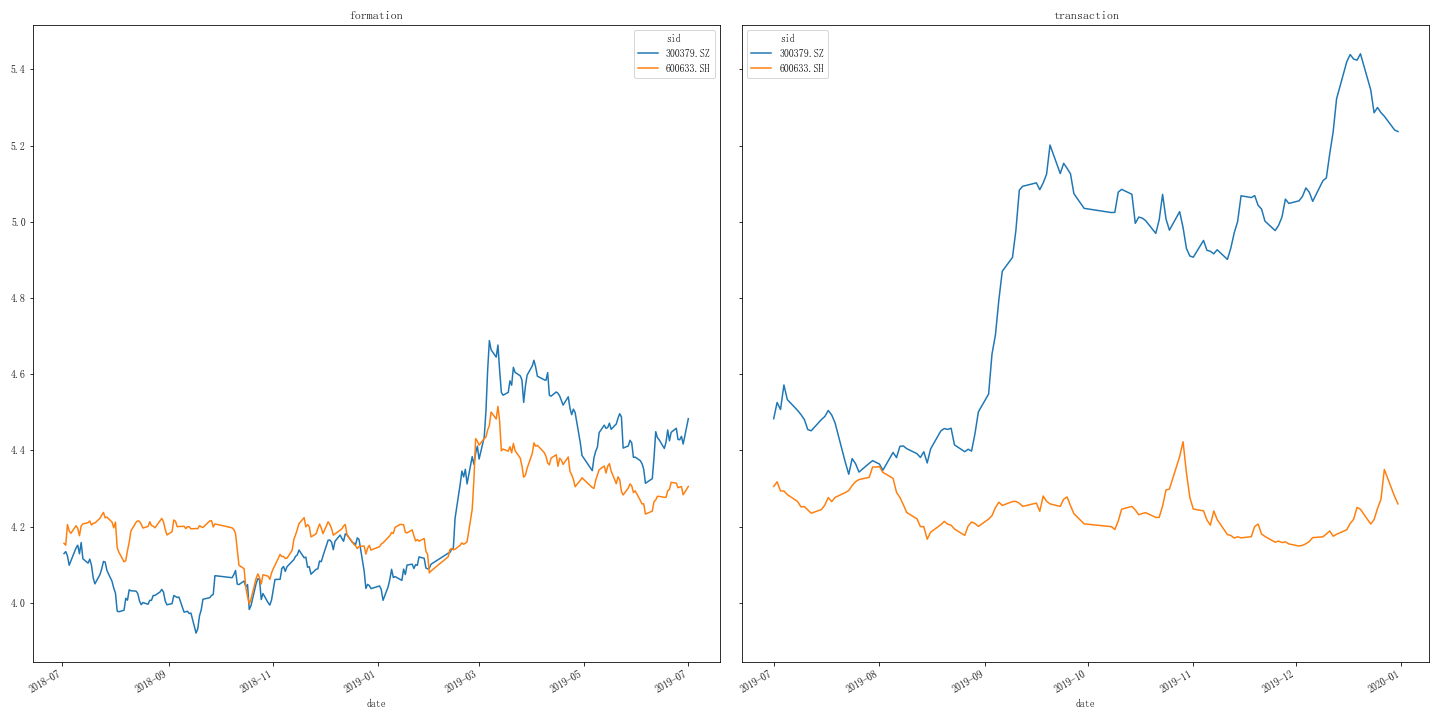 formation
sid
300379.SZ
600633.SH
5.4
5.2
5.0
4.8
4.6
4.4
4.2
4.0
2018-07
2018-09
2018-11
2019-01
2019-03
2019-05
2019-07
date
transaction
sid
300379.SZ
600633.SH
2019-07
2019-08
2019-09
2019-10
2019-11
2019-12
2020-01
date